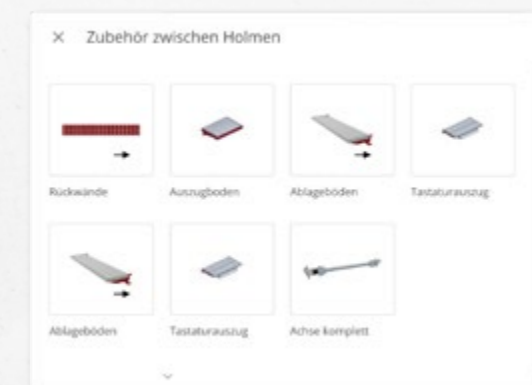 Zubehör zwischen Holmen
Rückwände
Auszugboden
Ablageböden
Tastaturauszug
Ablageböden
Tastaturauszug
Achse komplett